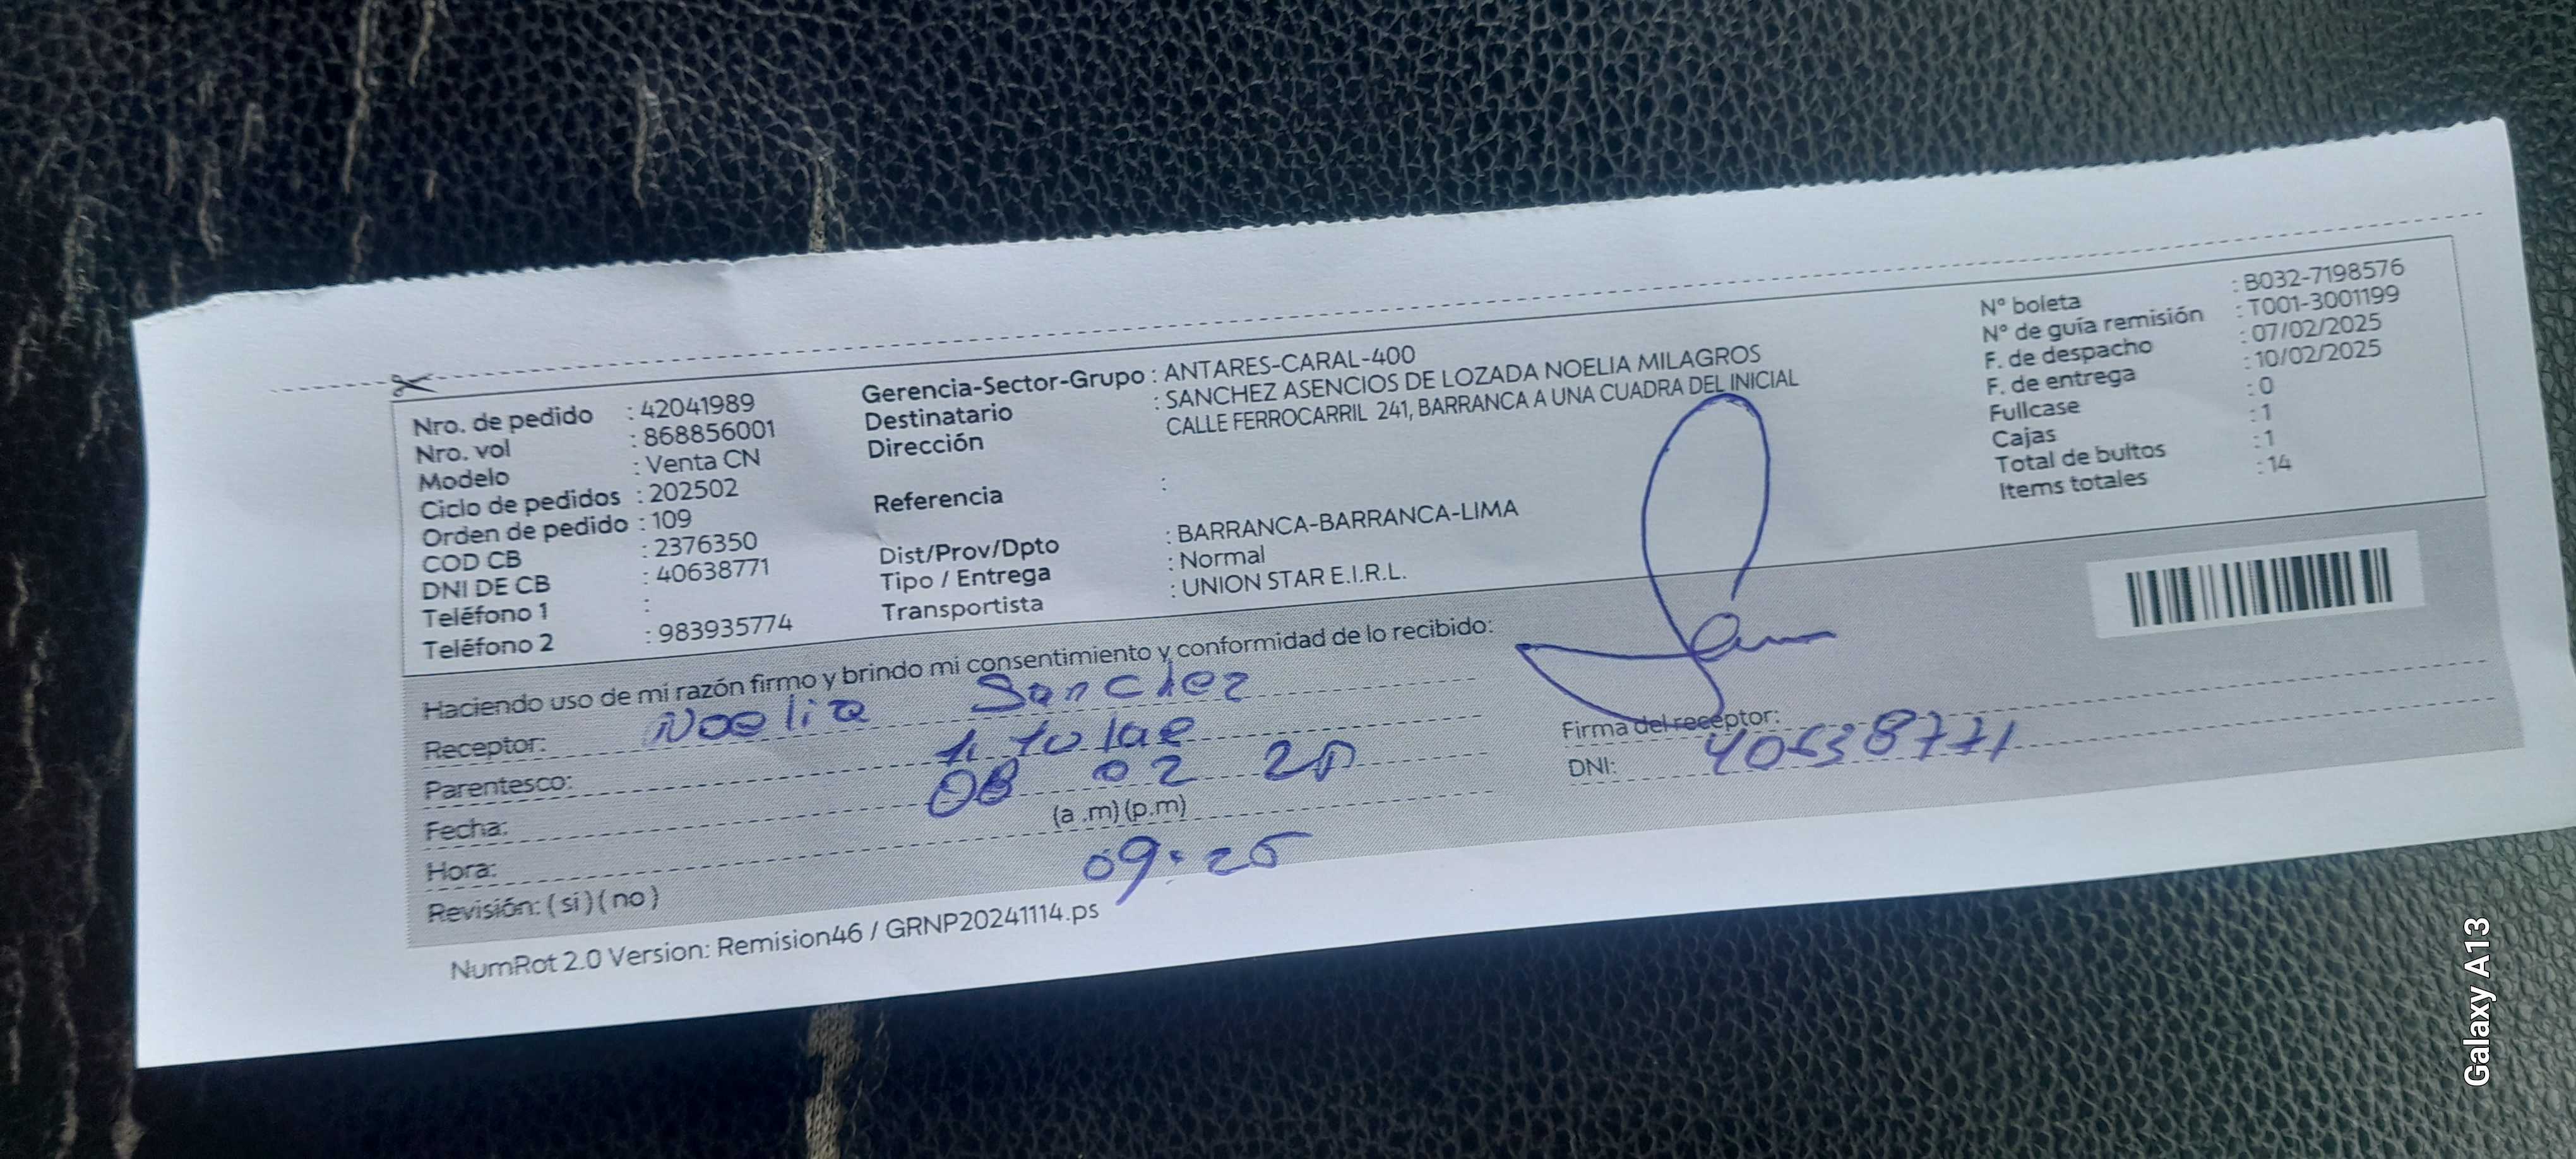 Nro. de pedido : 42041989
Nro. vol : 868856001
Modelo : Venta CN
Ciclo de pedidos : 202502
Orden de pedido : 109
COD CB : 2376350
DNI DE CB : 40638771
Teléfono 1 :
Teléfono 2 : 983935774
Gerencia-Sector-Grupo : ANTARES-CARAL-400
Destinatario : SANCHEZ ASENCIOS DE LOZADA NOELIA MILAGROS
Dirección CALLE FERROCARRIL 241, BARRANCA A UNA CUADRA DEL INICIAL
Referencia :
Dist/Prov/Dpto : BARRANCA-BARRANCA-LIMA
Tipo / Entrega : Normal
Transportista : UNION STAR E.I.R.L.
N° boleta : B032-7198576
N° de guía remisión : T001-3001199
F. de despacho : 07/02/2025
F. de entrega : 10/02/2025
Fullcase : 0
Cajas : 1
Total de bultos : 1
Items totales : 14
Haciendo uso de mi razón firmo y brindo mi consentimiento y conformidad de lo recibido:
Receptor: Noelia Sanchez
Parentesco:
Fecha: 08 02
Hora: (a .m) (p.m)
09:25
Revisión: ( si ) ( no )
Firma del receptor:
DNI: 40638771
NumRot 2.0 Version: Remision46 / GRNP20241114.ps
Galaxy A13